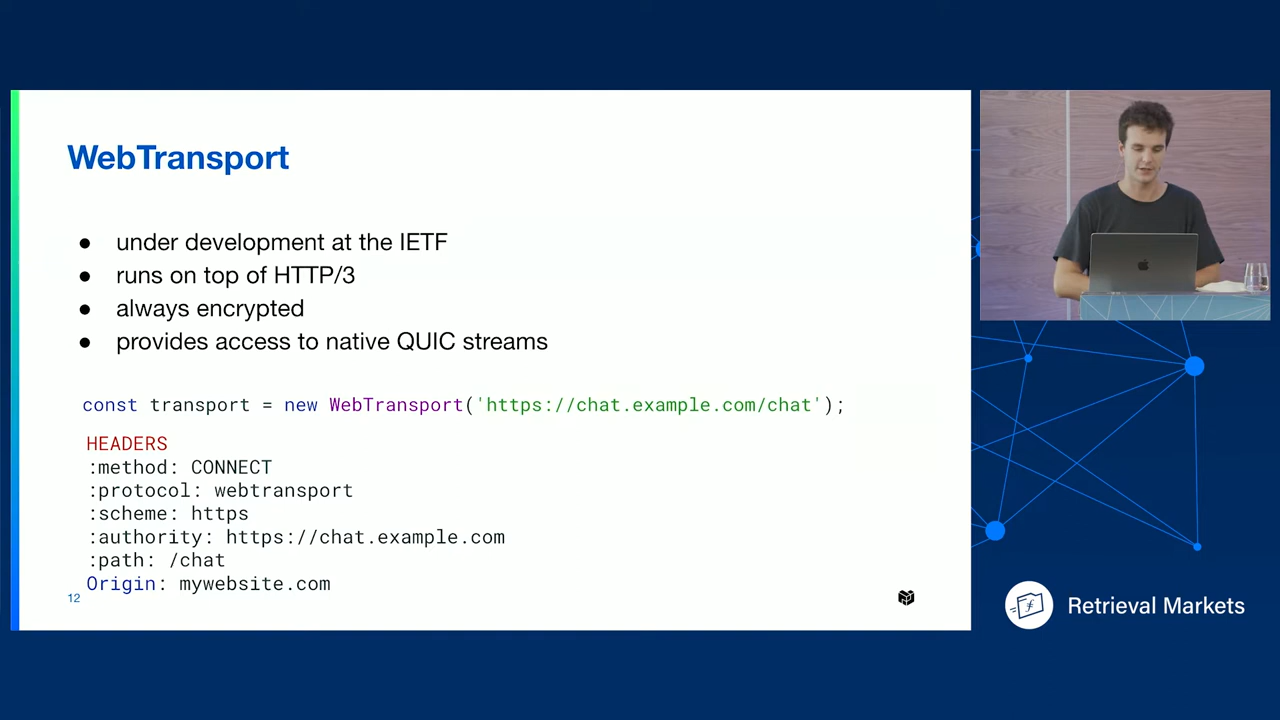 WebTransport
● under development at the IETF
● runs on top of HTTP/3
● always encrypted
● provides access to native QUIC streams
const transport = new WebTransport('https://chat.example.com/chat');
HEADERS
:method: CONNECT
:protocol: webtransport
:scheme: https
:authority: https://chat.example.com
:path: /chat
Origin: mywebsite.com
12
Retrieval Markets